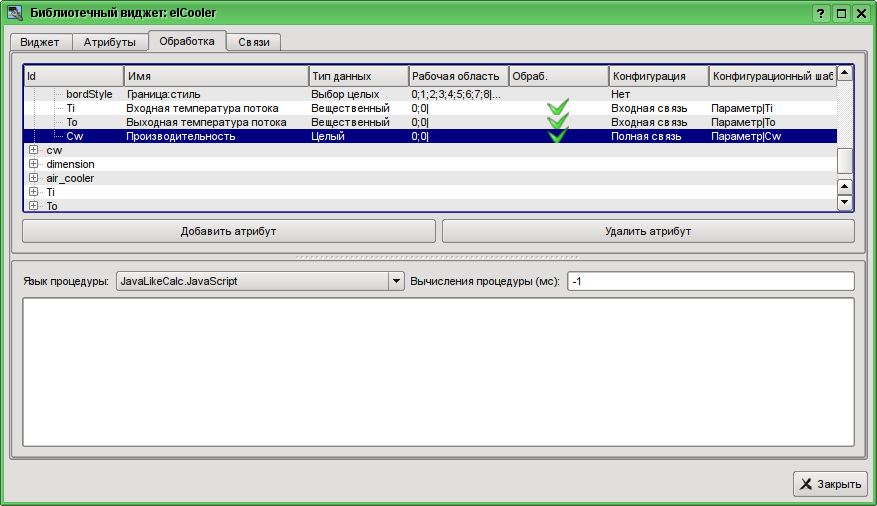 Библиотечный виджет: elCooler
Виджет Атрибуты Обработка Связи
Id Имя Тип данных Рабочая область Обраб. Конфигурация Конфигурационный шаб
bordStyle Граница:стиль Выбор целых 0;1;2;3;4;5;6;7;8|... Нет
Ti Входная температура потока Вещественный 0;0| Входная связь Параметр|Ti
To Выходная температура потока Вещественный 0;0| Входная связь Параметр|To
Cw Производительность Целый 0;0| Полная связь Параметр|Cw
cw
dimension
air_cooler
Ti
To
Добавить атрибут Удалить атрибут
Язык процедуры: JavaLikeCalc.JavaScript Вычисления процедуры (мс): -1
Закрыть